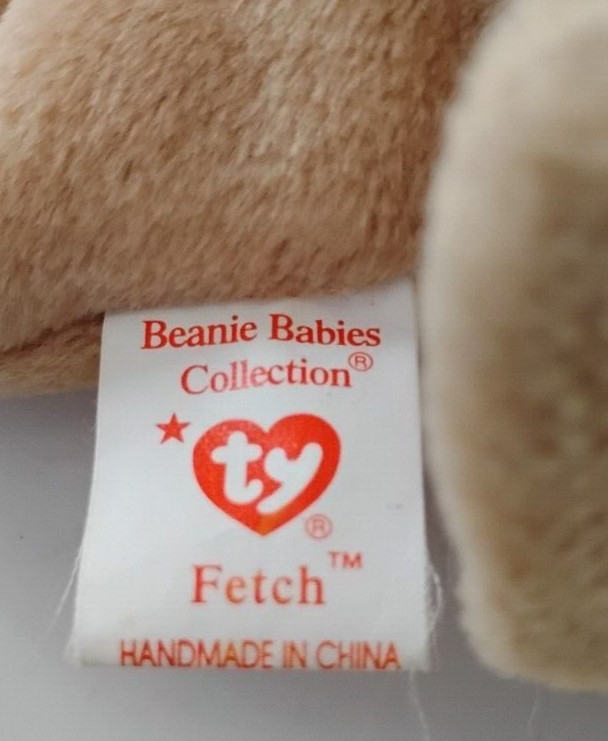 Beanie Babies
Collection®
ty®
Fetch™
HANDMADE IN CHINA